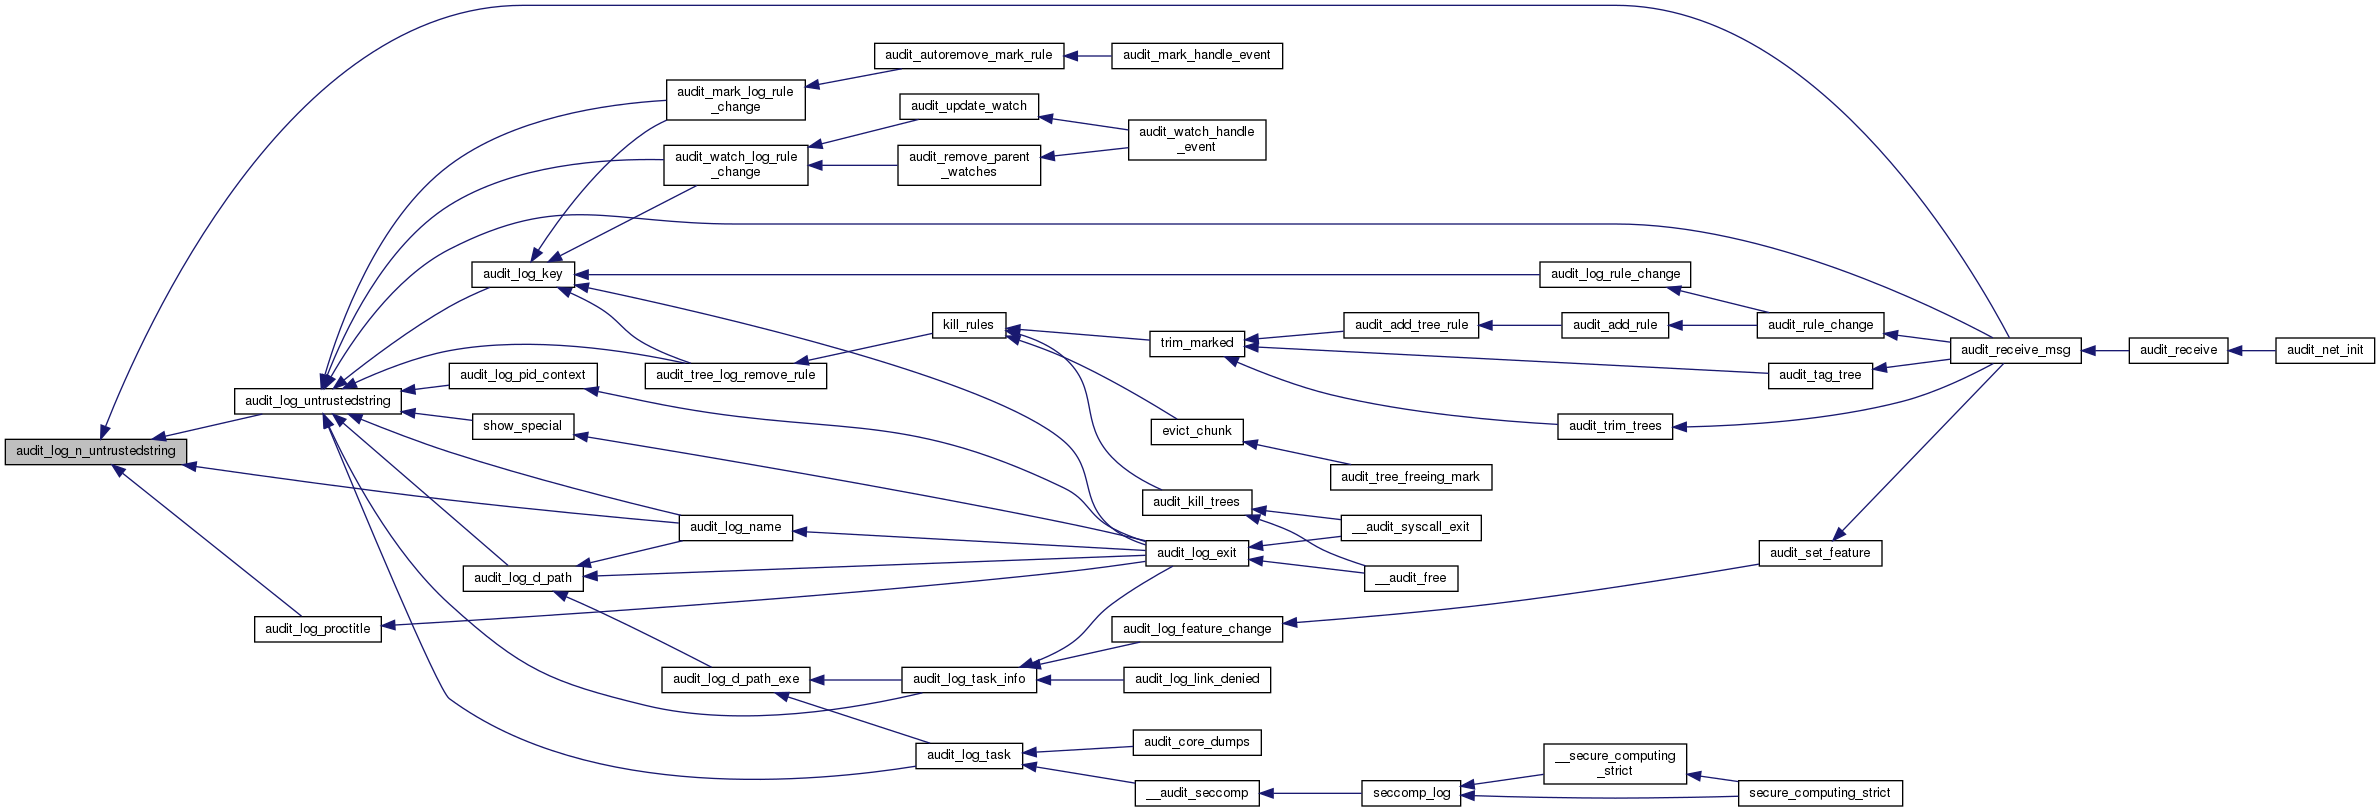 audit_autoremove_mark_rule
audit_mark_handle_event
audit_mark_log_rule
_change
audit_update_watch
audit_watch_handle
_event
audit_watch_log_rule
_change
audit_remove_parent
_watches
audit_log_key
audit_log_rule_change
kill_rules
audit_add_tree_rule
audit_add_rule
audit_rule_change
trim_marked
audit_receive_msg
audit_receive
audit_net_init
audit_log_pid_context
audit_tree_log_remove_rule
audit_tag_tree
audit_log_untrustedstring
show_special
evict_chunk
audit_trim_trees
audit_log_n_untrustedstring
audit_tree_freeing_mark
audit_kill_trees
audit_log_name
__audit_syscall_exit
audit_log_exit
audit_set_feature
audit_log_d_path
__audit_free
audit_log_proctitle
audit_log_feature_change
audit_log_d_path_exe
audit_log_task_info
audit_log_link_denied
audit_log_task
audit_core_dumps
__secure_computing
_strict
__audit_seccomp
seccomp_log
secure_computing_strict